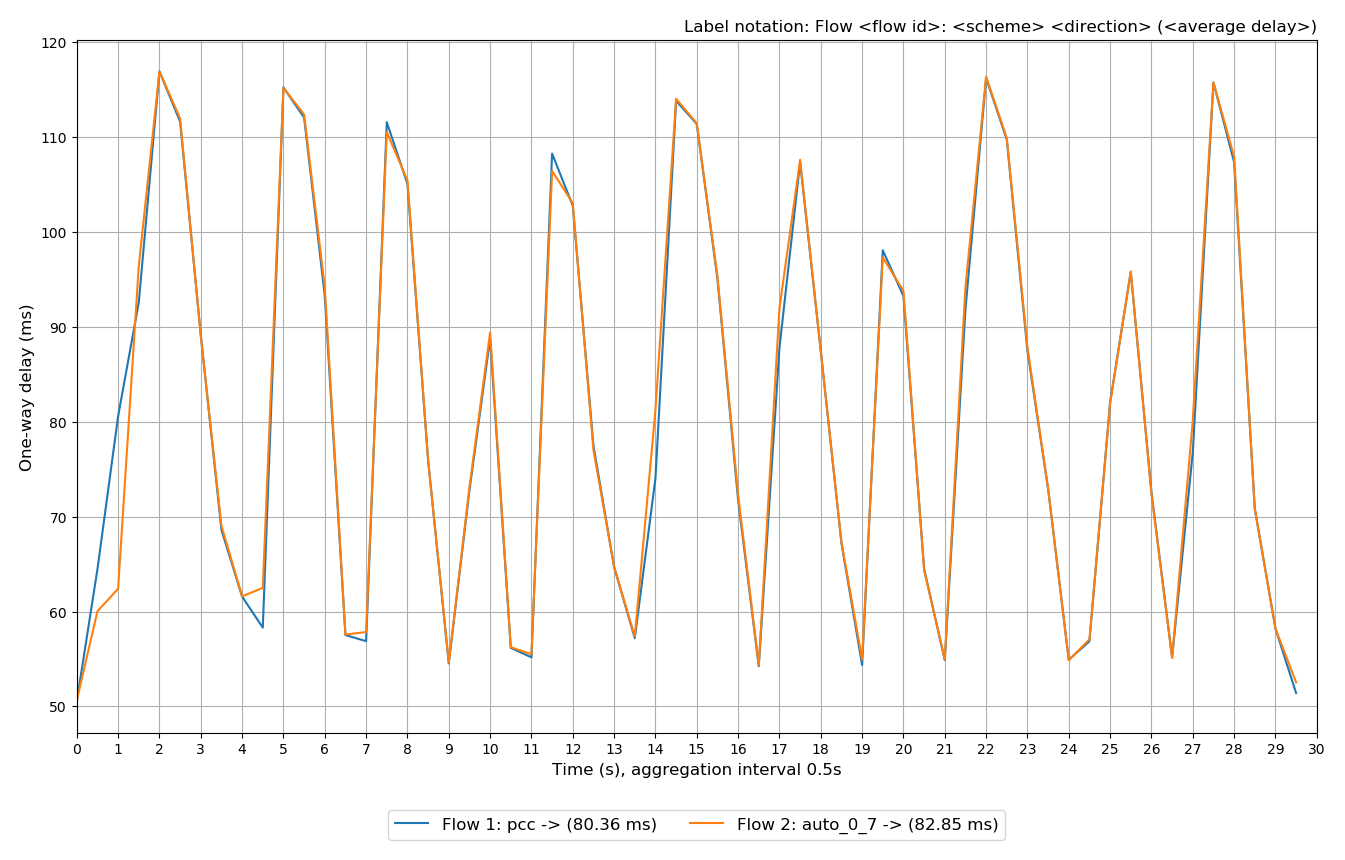 Label notation: Flow <flow id>: <scheme> <direction> (<average delay>)
One-way delay (ms)
120
110
100
90
80
70
60
50
0 1 2 3 4 5 6 7 8 9 10 11 12 13 14 15 16 17 18 19 20 21 22 23 24 25 26 27 28 29 30
Time (s), aggregation interval 0.5s
Flow 1: pcc -> (80.36 ms) Flow 2: auto_0_7 -> (82.85 ms)